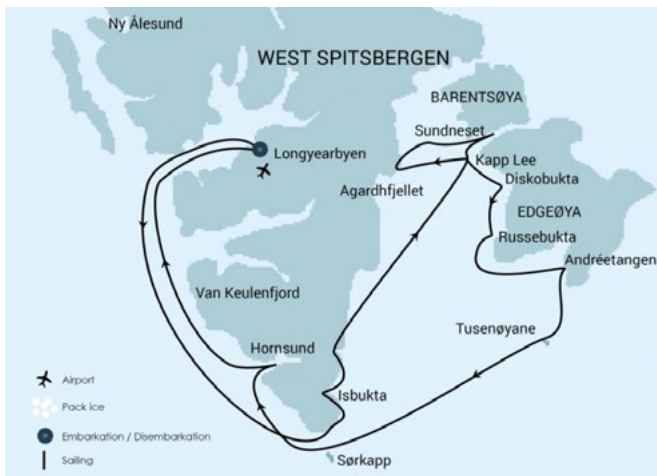 Ny Ålesund
WEST SPITSBERGEN
BARENTSØYA
Sundneset
Longyearbyen
Kapp Lee
Agardhfjellet
Diskobukta
EDGEØYA
Russebukta
Andréetangen
Van Keulenfjord
Tusenøyane
Hornsund
Airport
Isbukta
Pack ice
Embarkation / Disembarkation
Sailing
Sørkapp